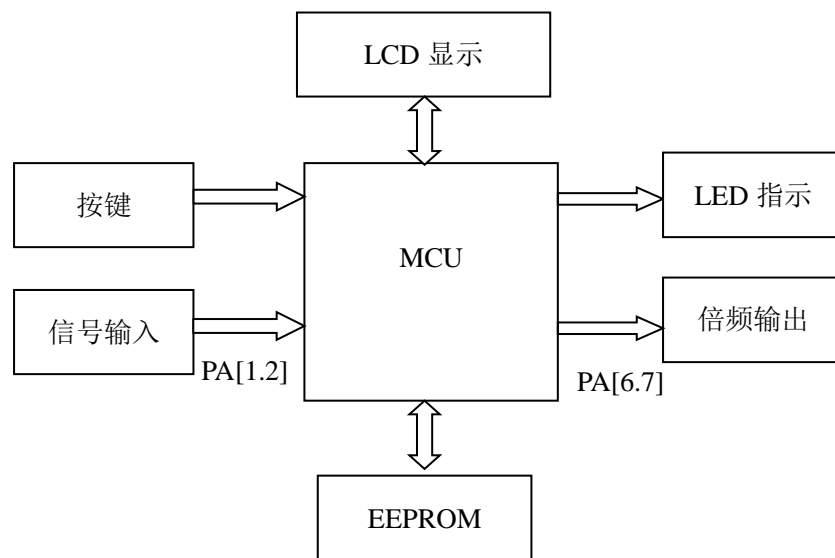 LCD 显示
按键
LED 指示
MCU
信号输入
倍频输出
PA[1.2]
PA[6.7]
EEPROM